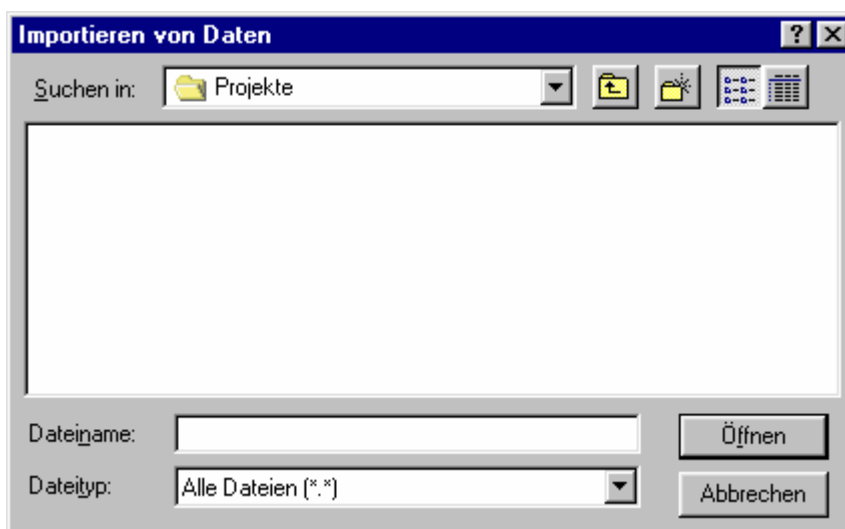 Importieren von Daten
Suchen in: Projekte
Dateiname: Öffnen
Dateityp: Alle Dateien (*.*) Abbrechen